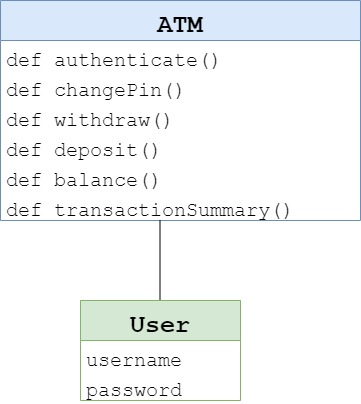 ATM
def authenticate()
def changePin()
def withdraw()
def deposit()
def balance()
def transactionSummary()
User
username
password